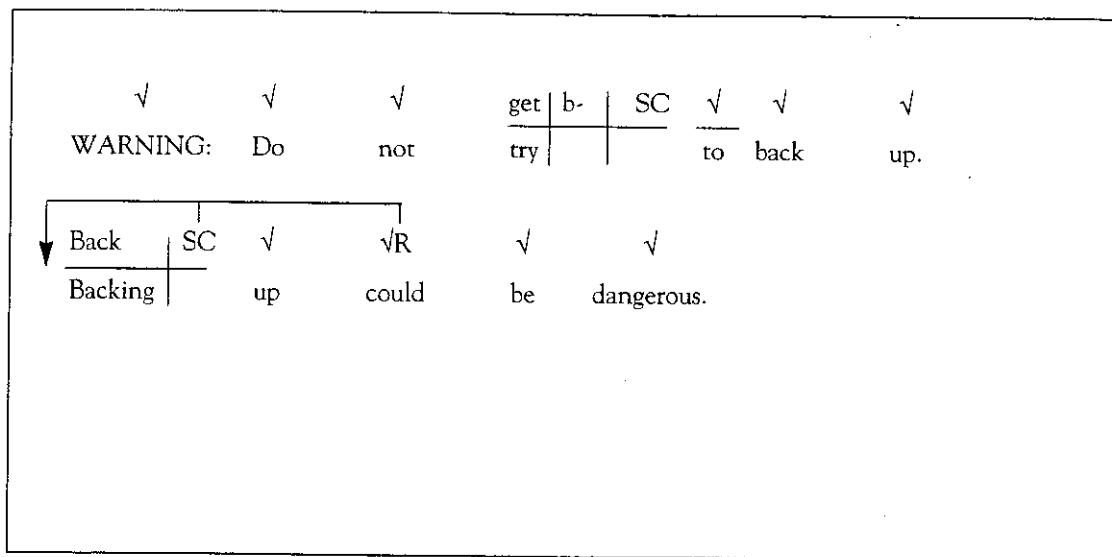 √ √ √ get b- SC √ √ √
WARNING: Do not try to back up.
Back SC √ √R √ √
Backing up could be dangerous.